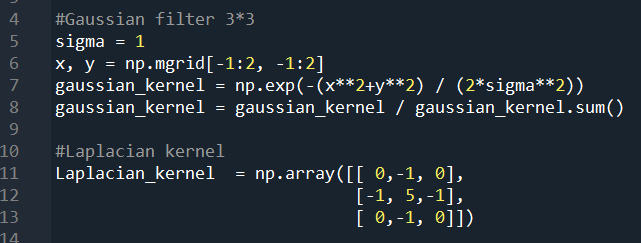 4 #Gaussian filter 3*3
5 sigma = 1
6 x, y = np.mgrid[-1:2, -1:2]
7 gaussian_kernel = np.exp(-(x**2+y**2) / (2*sigma**2))
8 gaussian_kernel = gaussian_kernel / gaussian_kernel.sum()
9
10 #Laplacian kernel
11 Laplacian_kernel  = np.array([[ 0,-1, 0],
12                              [-1, 5,-1],
13                              [ 0,-1, 0]])
14